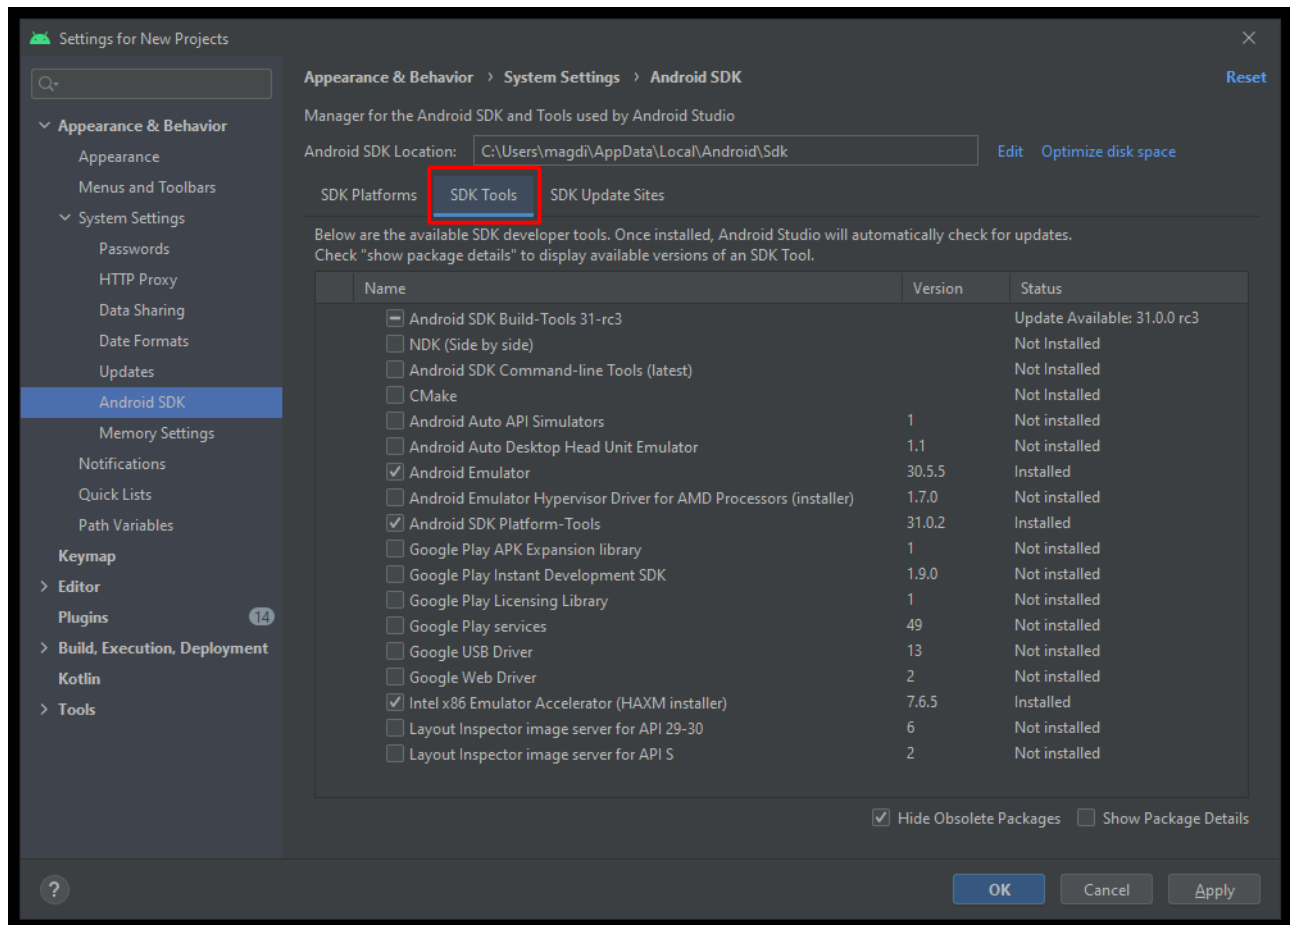 Settings for New Projects
Appearance & Behavior › System Settings › Android SDK
Reset
Manager for the Android SDK and Tools used by Android Studio
Android SDK Location: C:\Users\magdi\AppData\Local\Android\Sdk Edit Optimize disk space
SDK Platforms SDK Tools SDK Update Sites
Below are the available SDK developer tools. Once installed, Android Studio will automatically check for updates.
Check "show package details" to display available versions of an SDK Tool.
Name Version Status
Android SDK Build-Tools 31-rc3 Update Available: 31.0.0 rc3
NDK (Side by side) Not Installed
Android SDK Command-line Tools (latest) Not Installed
CMake Not Installed
Android Auto API Simulators 1 Not installed
Android Auto Desktop Head Unit Emulator 1.1 Not installed
Android Emulator 30.5.5 Installed
Android Emulator Hypervisor Driver for AMD Processors (installer) 1.7.0 Not installed
Android SDK Platform-Tools 31.0.2 Installed
Google Play APK Expansion library 1 Not installed
Google Play Instant Development SDK 1.9.0 Not installed
Google Play Licensing Library 1 Not installed
Google Play services 49 Not installed
Google USB Driver 13 Not installed
Google Web Driver 2 Not installed
Intel x86 Emulator Accelerator (HAXM installer) 7.6.5 Installed
Layout Inspector image server for API 29-30 6 Not installed
Layout Inspector image server for API S 2 Not installed
Hide Obsolete Packages Show Package Details
Appearance & Behavior
Appearance
Menus and Toolbars
System Settings
Passwords
HTTP Proxy
Data Sharing
Date Formats
Updates
Android SDK
Memory Settings
Notifications
Quick Lists
Path Variables
Keymap
Editor
Plugins 14
Build, Execution, Deployment
Kotlin
Tools
?
OK Cancel Apply